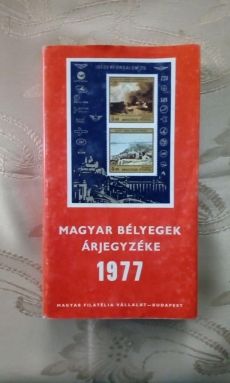 MAGYAR BÉLYEGEK
ÁRJEGYZÉKE
1977
MAGYAR FILATÉLIA VÁLLALAT—BUDAPEST